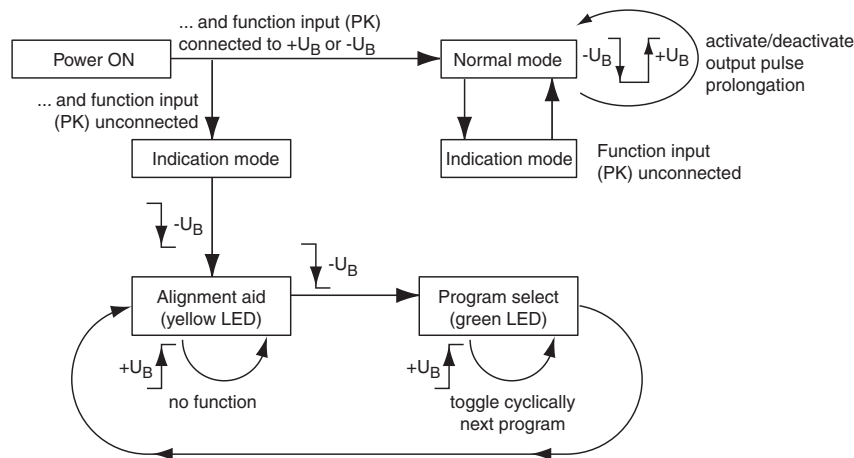 ... and function input (PK)
connected to +UB or -UB
Power ON
Normal mode
-UB
+UB
activate/deactivate
output pulse
prolongation
... and function input
(PK) unconnected
Indication mode
Indication mode
Function input
(PK) unconnected
-UB
-UB
Alignment aid
(yellow LED)
Program select
(green LED)
+UB
no function
+UB
toggle cyclically
next program